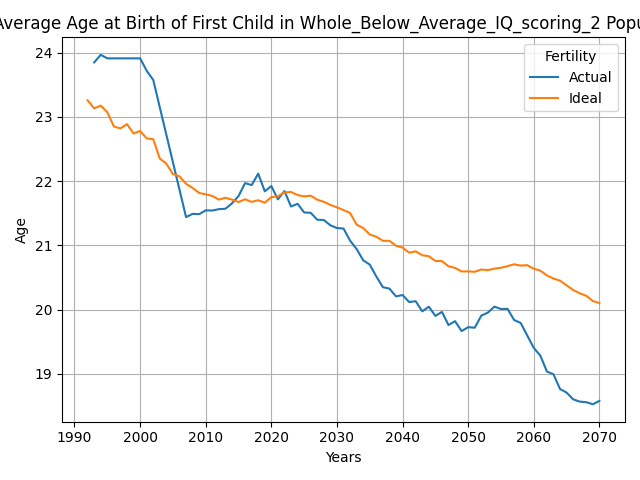 Average Age at Birth of First Child in Whole_Below_Average_IQ_scoring_2
Fertility
Actual
Ideal
24
23
22
21
20
19
Age
1990 2000 2010 2020 2030 2040 2050 2060 2070
Years